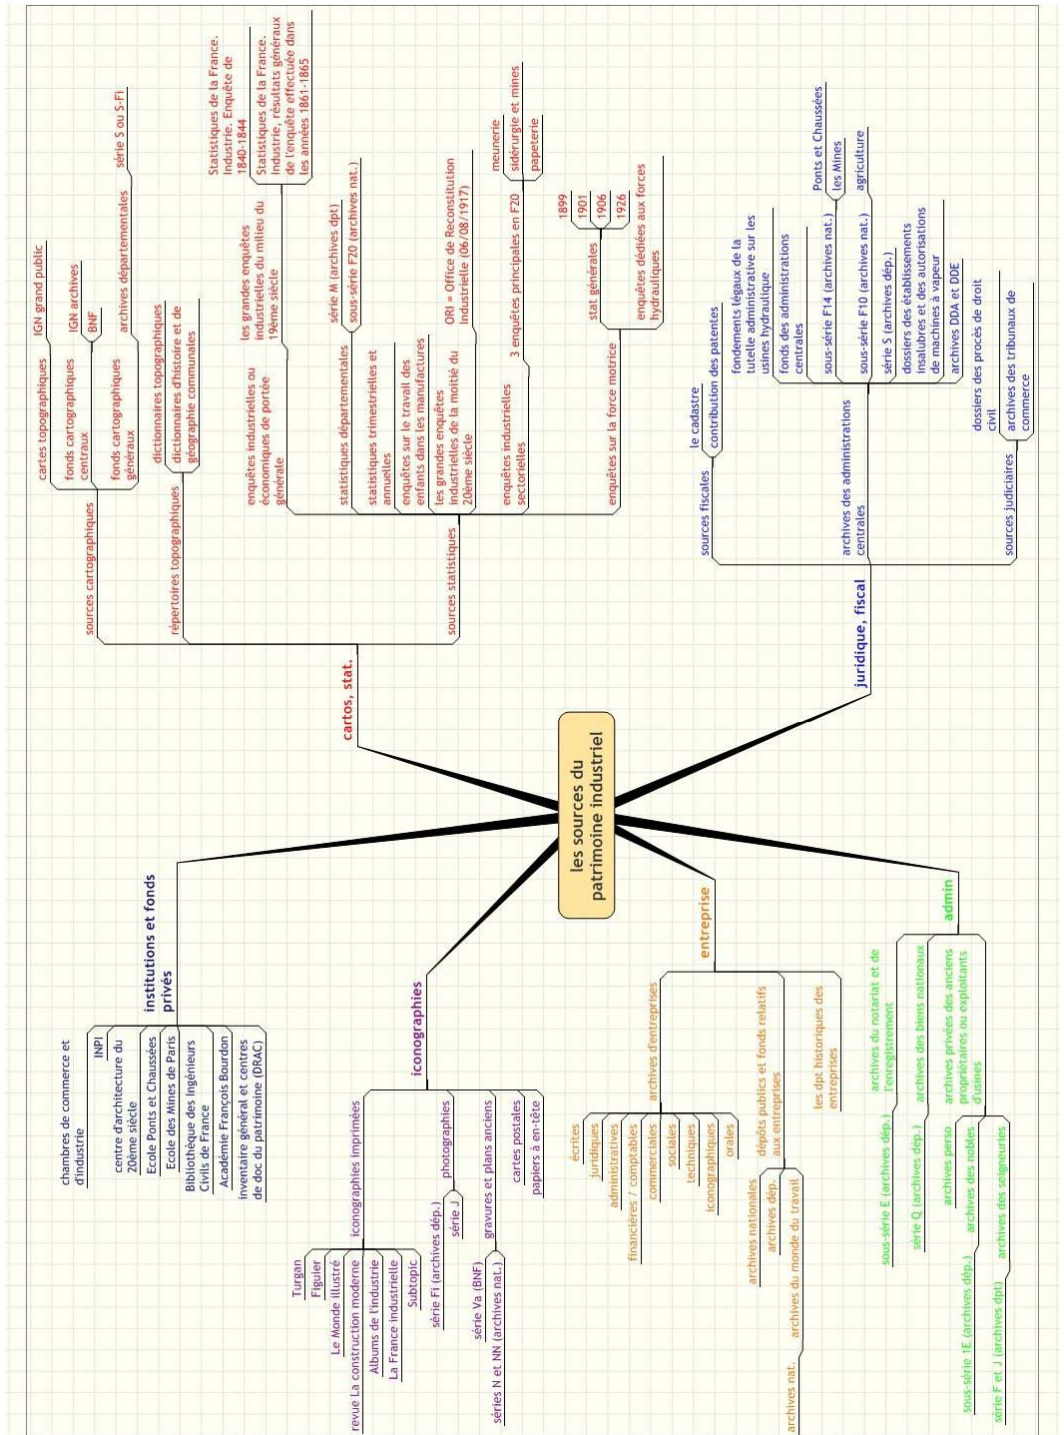 les sources du
patrimoine industriel
cartos, stat.
sources cartographiques
cartes topographiques
IGN grand public
fonds cartographiques
centraux
IGN archives
BNF
fonds cartographiques
généraux
archives départementales
série S ou S-Fi
répertoires topographiques
dictionnaires topographiques
dictionnaires d'histoire et de
géographie communales
sources statistiques
enquêtes industrielles ou
économiques de portée
générale
les grandes enquêtes
industrielles du milieu du
19ème siècle
Statistiques de la France.
Industrie. Enquête de
1840-1844
Statistiques de la France.
Industrie, résultats généraux
de l'enquête effectuée dans
les années 1861-1865
statistiques départementales
série M (archives dpt)
sous-série F20 (archives nat.)
statistiques trimestrielles et
annuelles
enquêtes sur le travail des
enfants dans les manufactures
les grandes enquêtes
industrielles de la moitié du
20ème siècle
ORI = Office de Reconstitution
Industrielle (06/08/1917)
enquêtes industrielles
sectorielles
3 enquêtes principales en F20
meunerie
sidérurgie et mines
papeterie
enquêtes sur la force motrice
stat générales
1899
1901
1906
1926
enquêtes dédiées aux forces
hydrauliques
juridique, fiscal
sources fiscales
le cadastre
contribution des patentes
archives des administrations
centrales
fondements légaux de la
tutelle administrative sur les
usines hydraulique
fonds des administrations
centrales
sous-série F14 (archives nat.)
Ponts et Chaussées
les Mines
sous-série F10 (archives nat.)
agriculture
série S (archives dép.)
dossiers des établissements
insalubres et des autorisations
de machines à vapeur
archives DDA et DDE
sources judiciaires
dossiers des procès de droit
civil
archives des tribunaux de
commerce
institutions et fonds
privés
chambres de commerce et
d'industrie
INPI
centre d'architecture du
20ème siècle
Ecole Ponts et Chaussées
Ecole des Mines de Paris
Bibliothèque des Ingénieurs
Civils de France
Académie François Bourdon
inventaire général et centres
de doc du patrimoine (DRAC)
iconographies
iconographies imprimées
Turgan
Figuier
Le Monde illustré
revue La construction moderne
Albums de l'industrie
La France industrielle
Subtopic
photographies
série Fi (archives dép.)
série J
gravures et plans anciens
série Va (BNF)
séries N et NN (archives nat.)
cartes postales
papiers à en-tête
entreprise
archives d'entreprises
écrites
juridiques
administratives
financières / comptables
commerciales
sociales
techniques
iconographiques
orales
dépôts publics et fonds relatifs
aux entreprises
archives nationales
archives dép.
archives du monde du travail
archives nat.
les dpt historiques des
entreprises
admin
archives du notariat et de
l'enregistrement
sous-série E (archives dép.)
archives des biens nationaux
série Q (archives dép.)
archives privées des anciens
propriétaires ou exploitants
d'usines
archives perso
archives des nobles
sous-série 1E (archives dép.)
archives des seigneuries
série F et J (archives dpt)